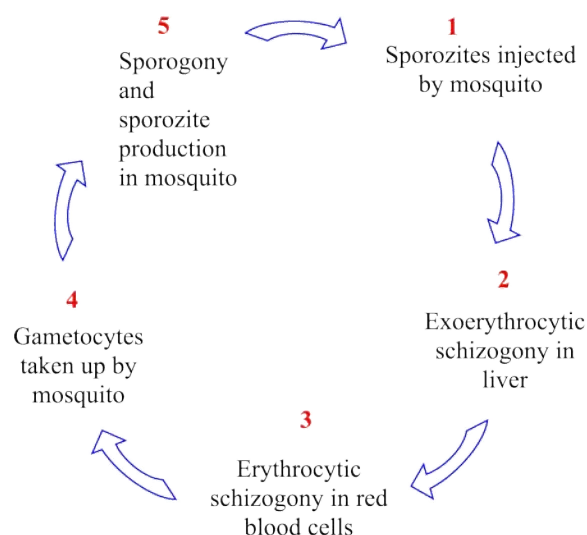 1
Sporozites injected
by mosquito
2
Exoerythrocytic
schizogony in
liver
3
Erythrocytic
schizogony in red
blood cells
4
Gametocytes
taken up by
mosquito
5
Sporogony
and
sporozite
production
in mosquito